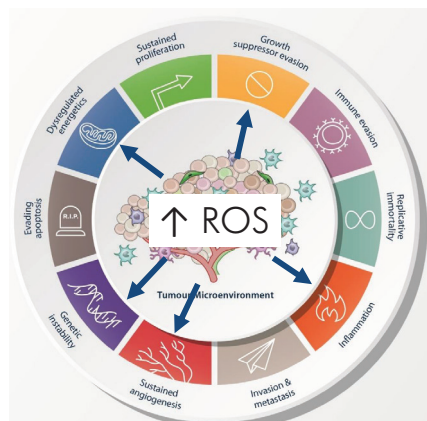 Sustained
proliferation
Growth
suppressor evasion
Immune evasion
Replicative
immortality
Inflammation
Invasion &
metastasis
Sustained
angiogenesis
Genetic
instability
Evading
apoptosis
R.I.P.
Dysregulated
energetics
↑ ROS
Tumour Microenvironment